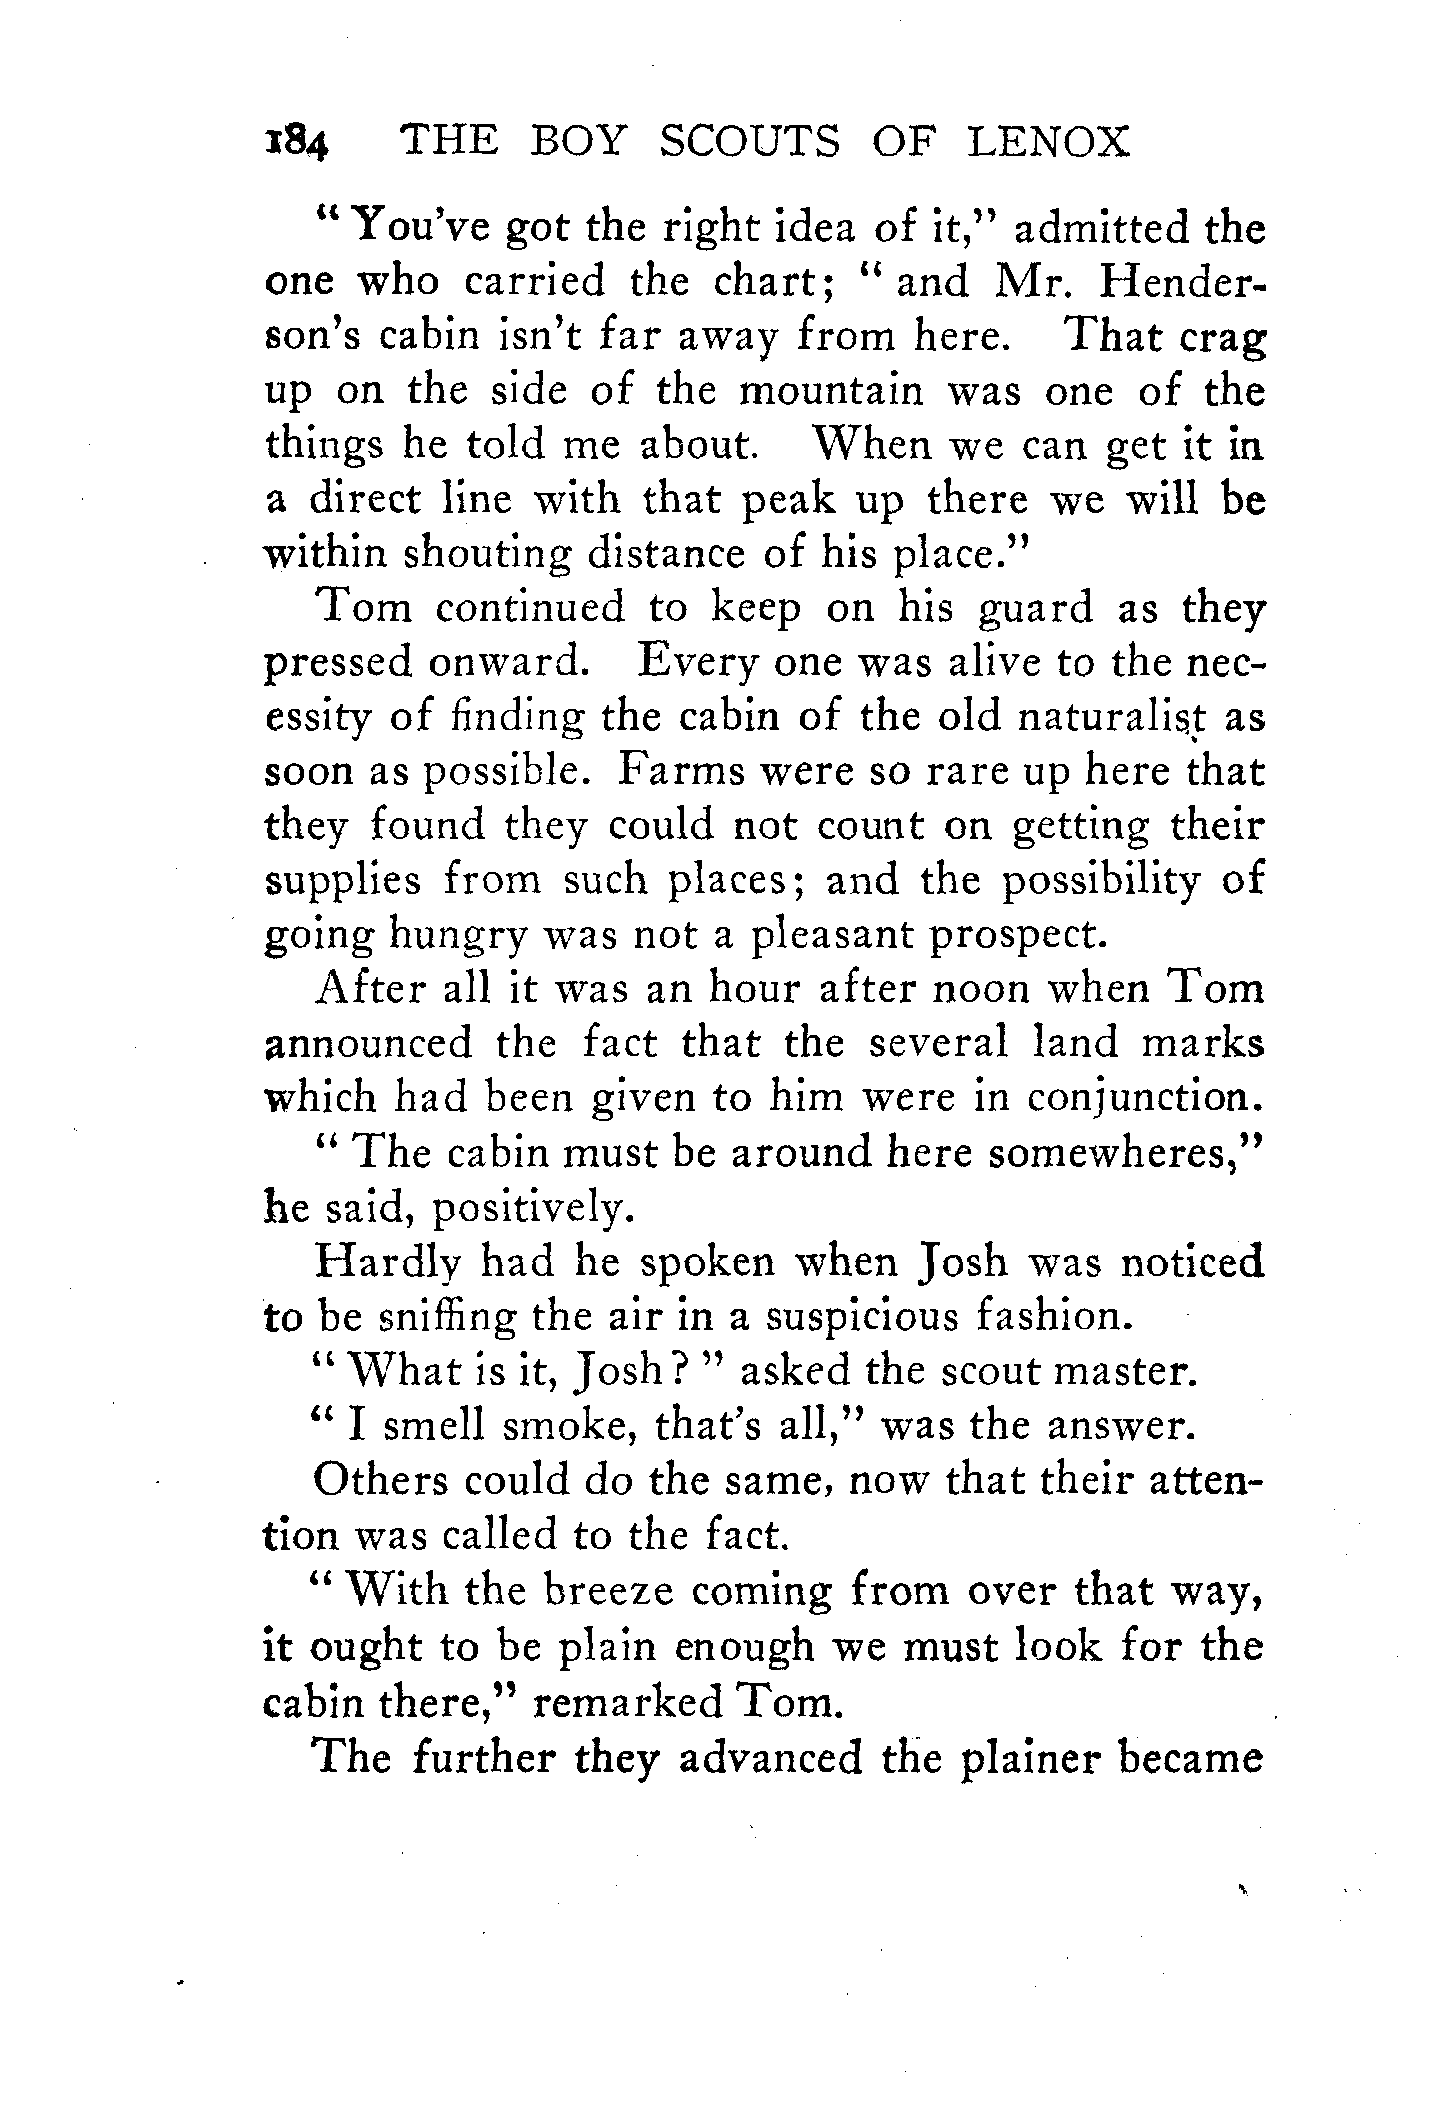 184 THE BOY SCOUTS OF LENOX
“ You’ve got the right idea of it,” admitted the
one who carried the chart; “ and Mr. Hender-
son’s cabin isn’t far away from here. That crag
up on the side of the mountain was one of the
things he told me about. When we can get it in
a direct line with that peak up there we will be
within shouting distance of his place.”
Tom continued to keep on his guard as they
pressed onward. Every one was alive to the nec-
essity of finding the cabin of the old naturalist as
soon as possible. Farms were so rare up here that
they found they could not count on getting their
supplies from such places; and the possibility of
going hungry was not a pleasant prospect.
After all it was an hour after noon when Tom
announced the fact that the several land marks
which had been given to him were in conjunction.
“ The cabin must be around here somewheres,”
he said, positively.
Hardly had he spoken when Josh was noticed
to be sniffing the air in a suspicious fashion.
“ What is it, Josh? ” asked the scout master.
“ I smell smoke, that’s all,” was the answer.
Others could do the same, now that their atten-
tion was called to the fact.
“ With the breeze coming from over that way,
it ought to be plain enough we must look for the
cabin there,” remarked Tom.
The further they advanced the plainer became